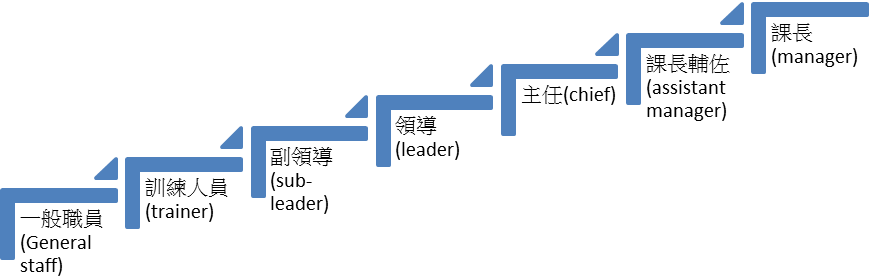 一般職員
(General
staff)
訓練人員
(trainer)
副領導
(sub-
leader)
領導
(leader)
主任(chief)
課長輔佐
(assistant
manager)
課長
(manager)